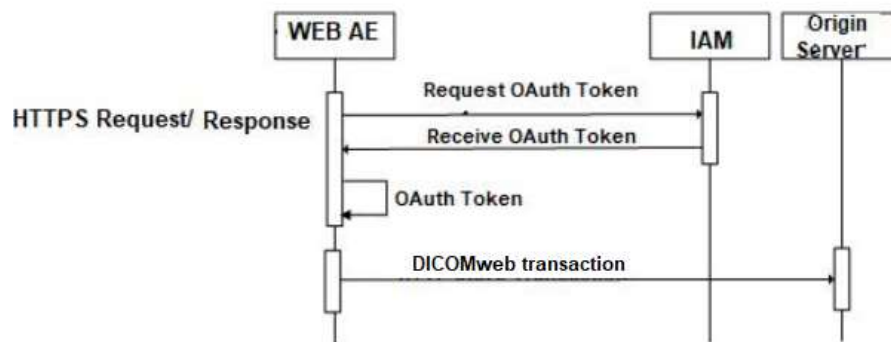 WEB AE
IAM
Origin
Server
Request OAuth Token
HTTPS Request/ Response
Receive OAuth Token
OAuth Token
DICOMweb transaction